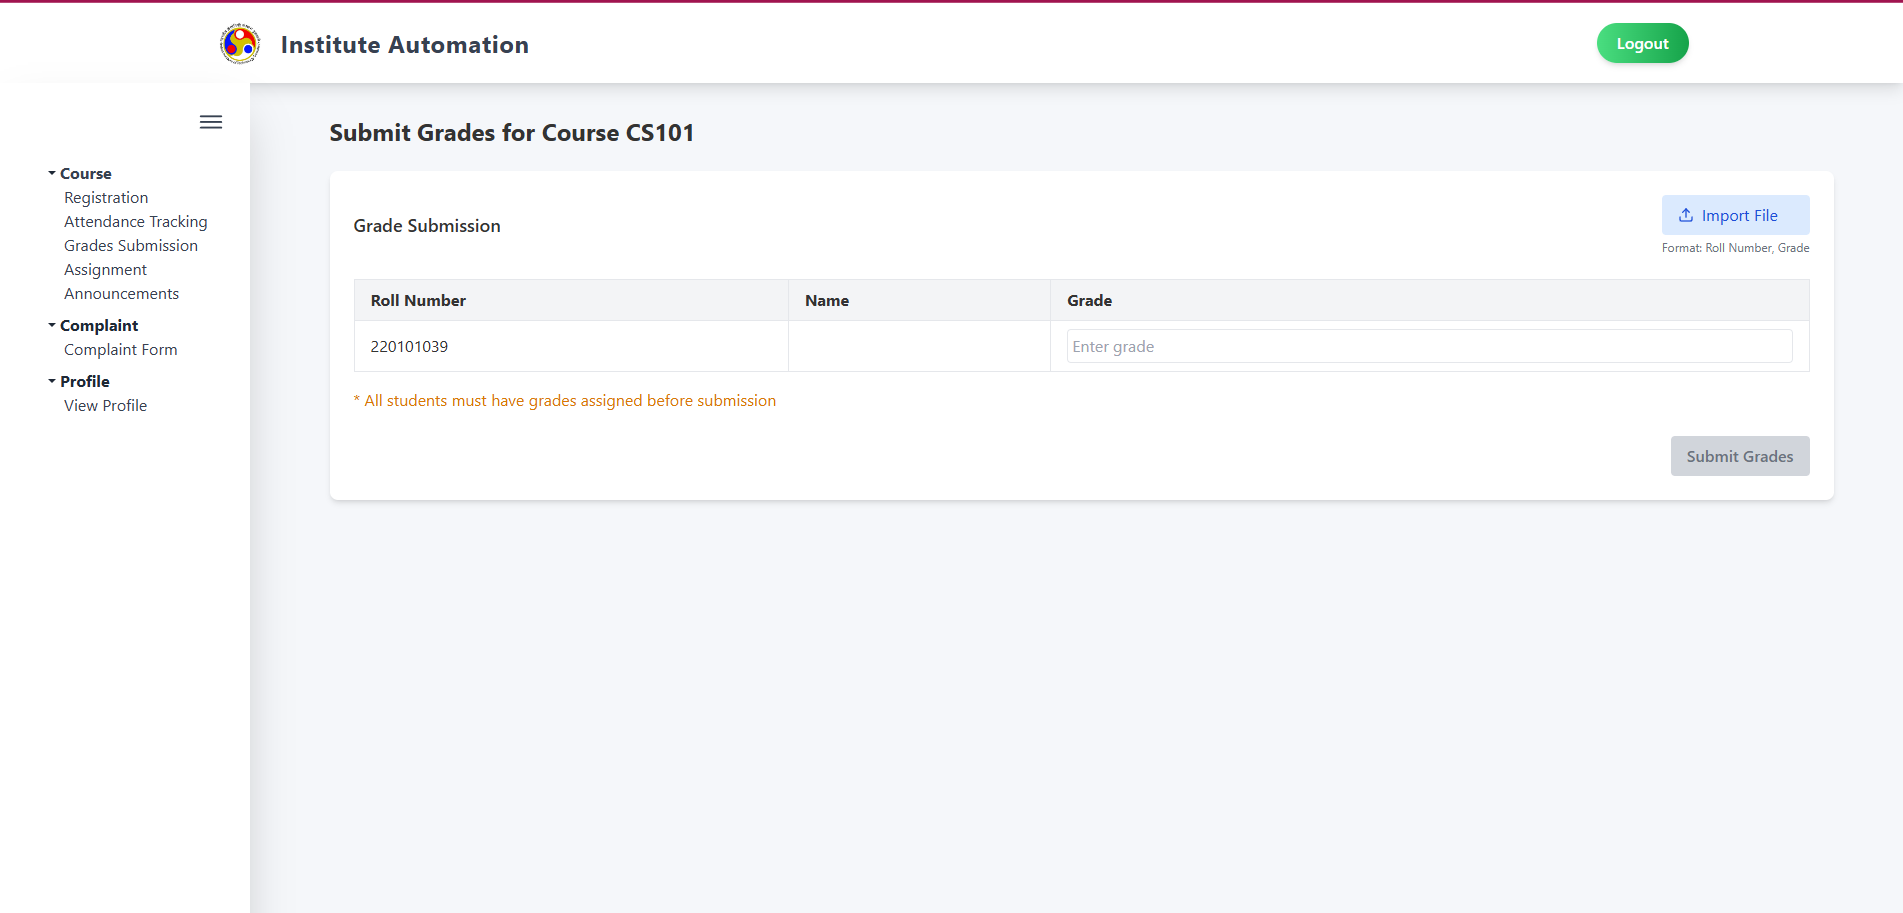 Institute Automation
Logout
Course
Registration
Attendance Tracking
Grades Submission
Assignment
Announcements
Complaint
Complaint Form
Profile
View Profile
Submit Grades for Course CS101
Grade Submission
Import File
Format: Roll Number, Grade
Roll Number Name Grade
220101039 Enter grade
* All students must have grades assigned before submission
Submit Grades